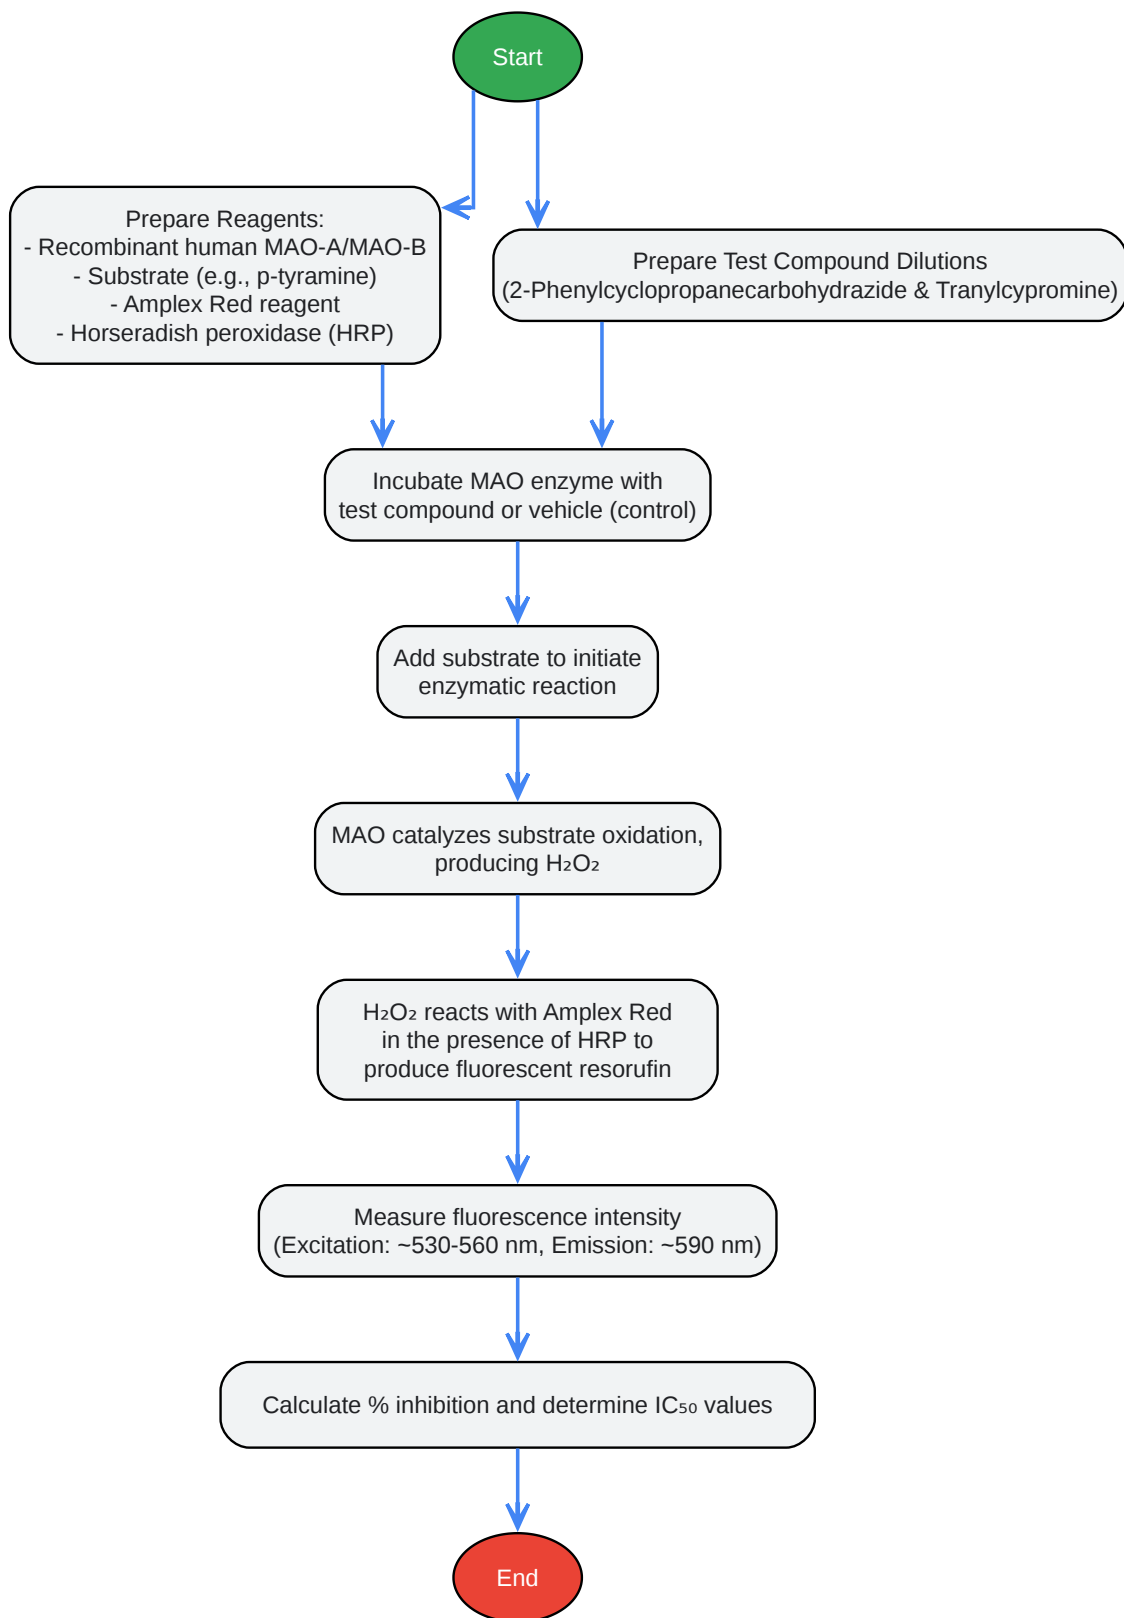 Start
Prepare Reagents:
- Recombinant human MAO-A/MAO-B
- Substrate (e.g., p-tyramine)
- Amplex Red reagent
- Horseradish peroxidase (HRP)
Prepare Test Compound Dilutions
(2-Phenylcyclopropanecarbohydrazide & Tranylcypromine)
Incubate MAO enzyme with
test compound or vehicle (control)
Add substrate to initiate
enzymatic reaction
MAO catalyzes substrate oxidation,
producing H₂O₂
H₂O₂ reacts with Amplex Red
in the presence of HRP to
produce fluorescent resorufin
Measure fluorescence intensity
(Excitation: ~530-560 nm, Emission: ~590 nm)
Calculate % inhibition and determine IC₅₀ values
End